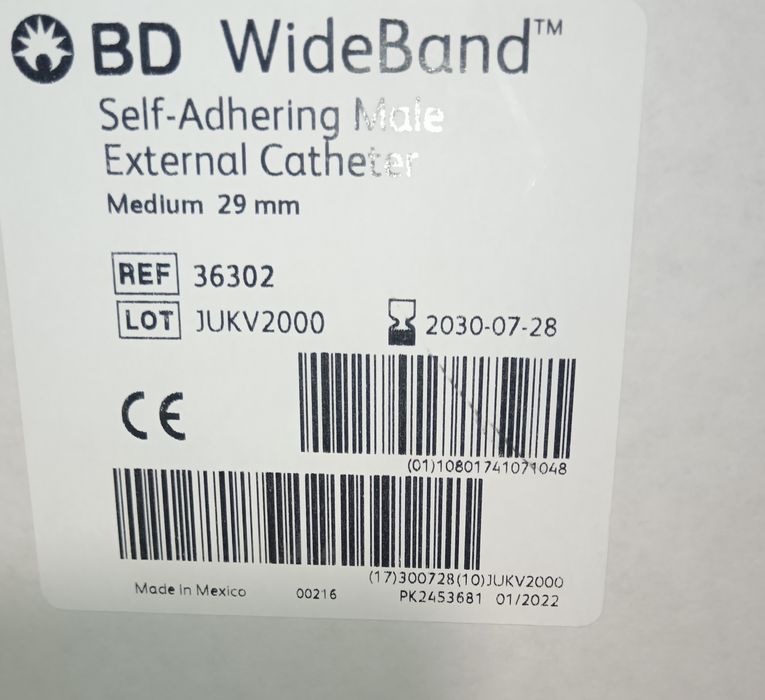 BD WideBand™
Self-Adhering Male
External Catheter
Medium 29 mm
REF 36302
LOT JUKV2000 2030-07-28
CE
(01)10801741071048
(17)300728(10)JUKV2000
Made in Mexico 00216 PK2453681 01/2022